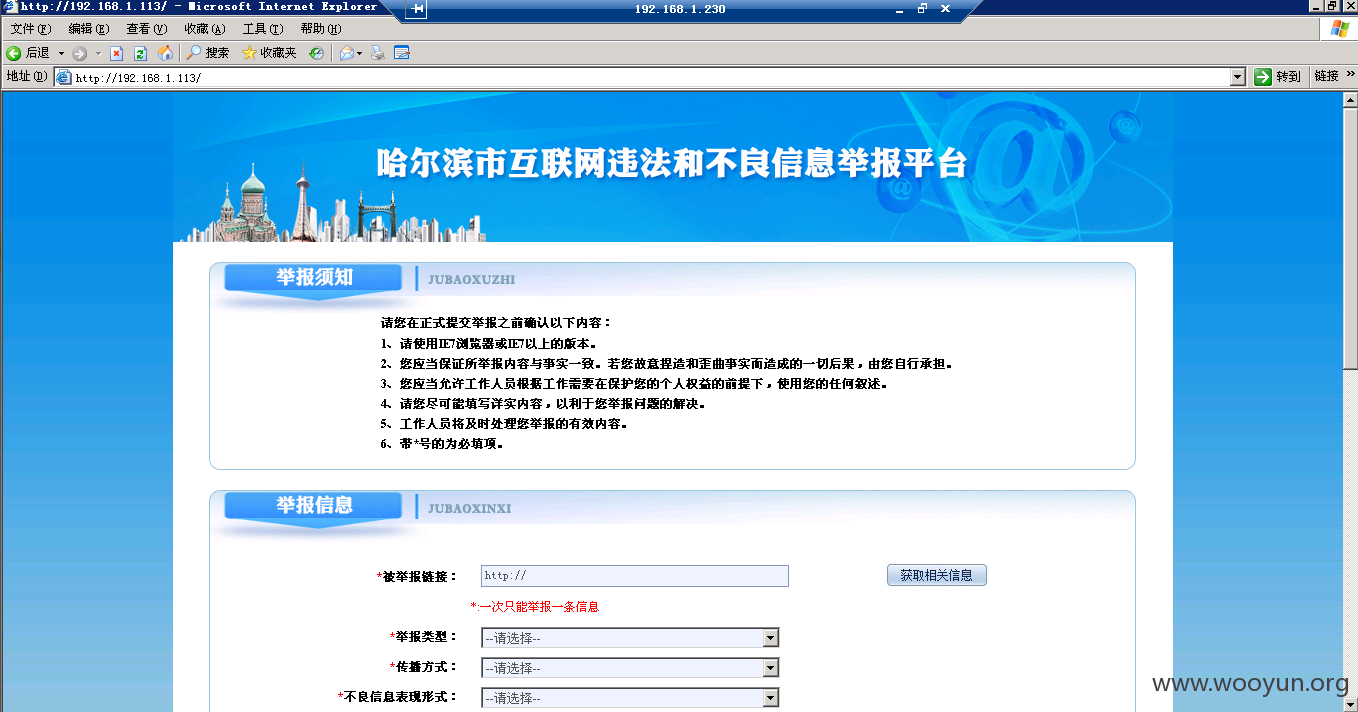 http://192.168.1.113/ - Microsoft Internet Explorer
192.168.1.230
文件(F) 编辑(E) 查看(V) 收藏(A) 工具(T) 帮助(H)
后退 搜索 收藏夹
地址(D) http://192.168.1.113/ 转到 链接 »
哈尔滨市互联网违法和不良信息举报平台
举报须知 JUBAOXUZHI
请您在正式提交举报之前确认以下内容：
1、请使用IE7浏览器或IE7以上的版本。
2、您应当保证所举报内容与事实一致。若您故意捏造和歪曲事实而造成的一切后果，由您自行承担。
3、您应当允许工作人员根据工作需要在保护您的个人权益的前提下，使用您的任何叙述。
4、请您尽可能填写详实内容，以利于您举报问题的解决。
5、工作人员将及时处理您举报的有效内容。
6、带*号的为必填项。
举报信息 JUBAOXINXI
*被举报链接： http:// 获取相关信息
*:一次只能举报一条信息
*举报类型： --请选择--
*传播方式： --请选择--
*不良信息表现形式： --请选择--
www.wooyun.org